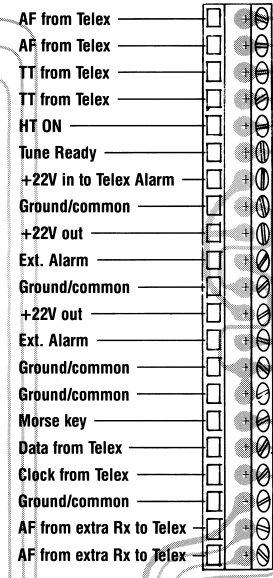 AF from Telex
AF from Telex
TT from Telex
TT from Telex
HT ON
Tune Ready
+22V in to Telex Alarm
Ground/common
+22V out
Ext. Alarm
Ground/common
+22V out
Ext. Alarm
Ground/common
Ground/common
Morse key
Data from Telex
Clock from Telex
Ground/common
AF from extra Rx to Telex
AF from extra Rx to Telex